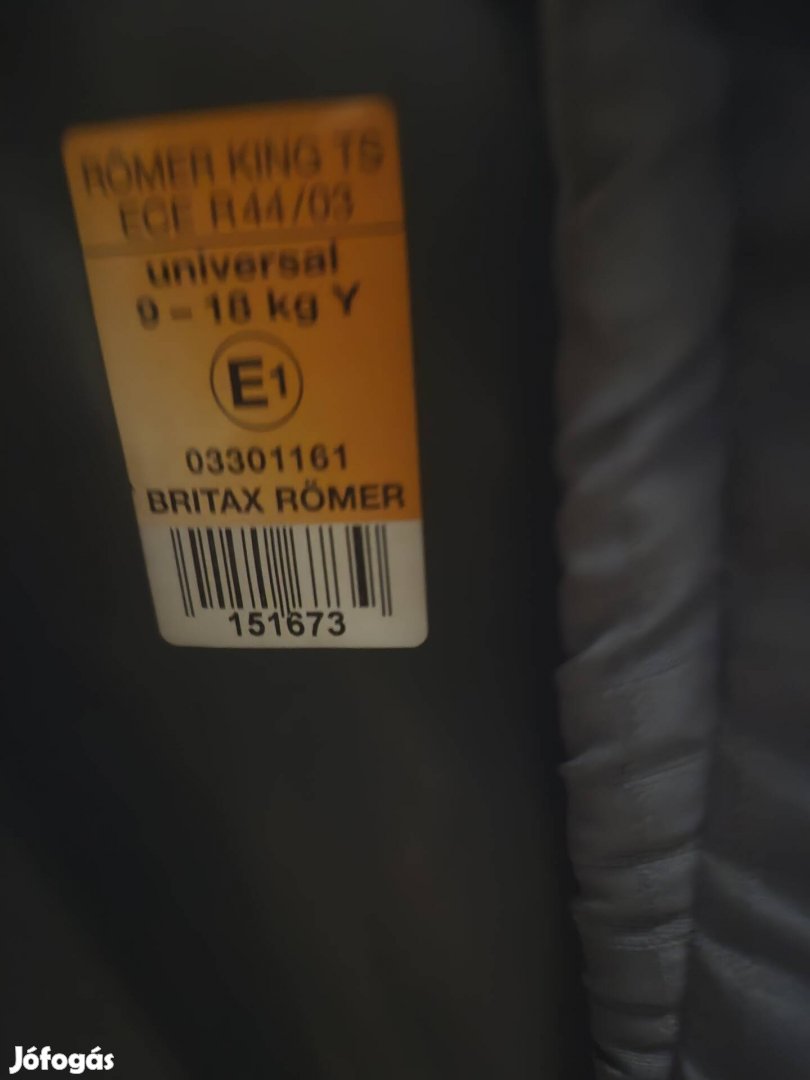 RÖMER KING TS
ECE R44/03
universal
9 – 18 kg Y
E1
03301161
BRITAX RÖMER
151673
Jófogás